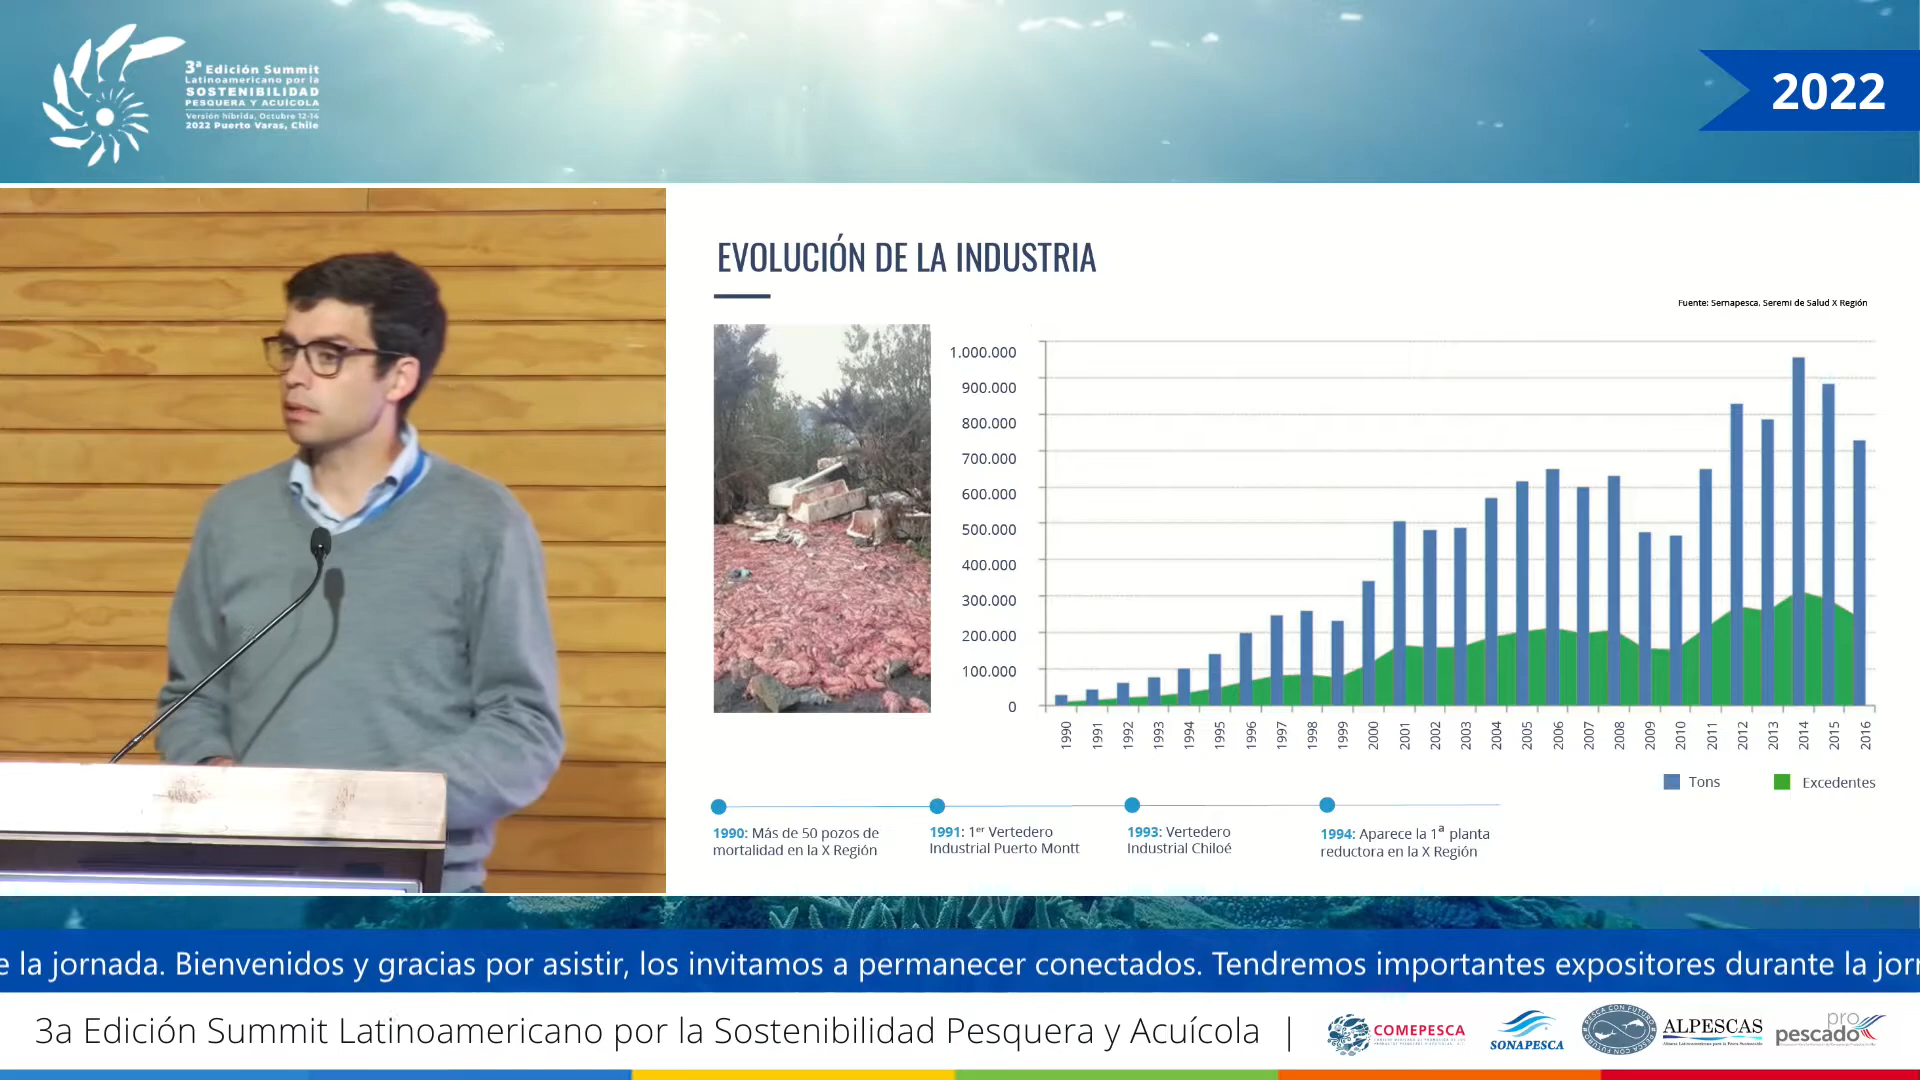 3ª Edición Summit
Latinoamericano por la
SOSTENIBILIDAD
PESQUERA Y ACUÍCOLA
Versión híbrida, Octubre 12-14
2022 Puerto Varas, Chile
2022
EVOLUCIÓN DE LA INDUSTRIA
Fuente: Sernapesca, Seremi de Salud X Región
1.000.000
900.000
800.000
700.000
600.000
500.000
400.000
300.000
200.000
100.000
0
1990 1991 1992 1993 1994 1995 1996 1997 1998 1999 2000 2001 2002 2003 2004 2005 2006 2007 2008 2009 2010 2011 2012 2013 2014 2015 2016
Tons Excedentes
1990: Más de 50 pozos de
mortalidad en la X Región
1991: 1er Vertedero
Industrial Puerto Montt
1993: Vertedero
Industrial Chiloé
1994: Aparece la 1ª planta
reductora en la X Región
e la jornada. Bienvenidos y gracias por asistir, los invitamos a permanecer conectados. Tendremos importantes expositores durante la jorn
3a Edición Summit Latinoamericano por la Sostenibilidad Pesquera y Acuícola |
COMEPESCA
SONAPESCA
PESCA CON FUTURO
ALPESCAS
pro
pescado